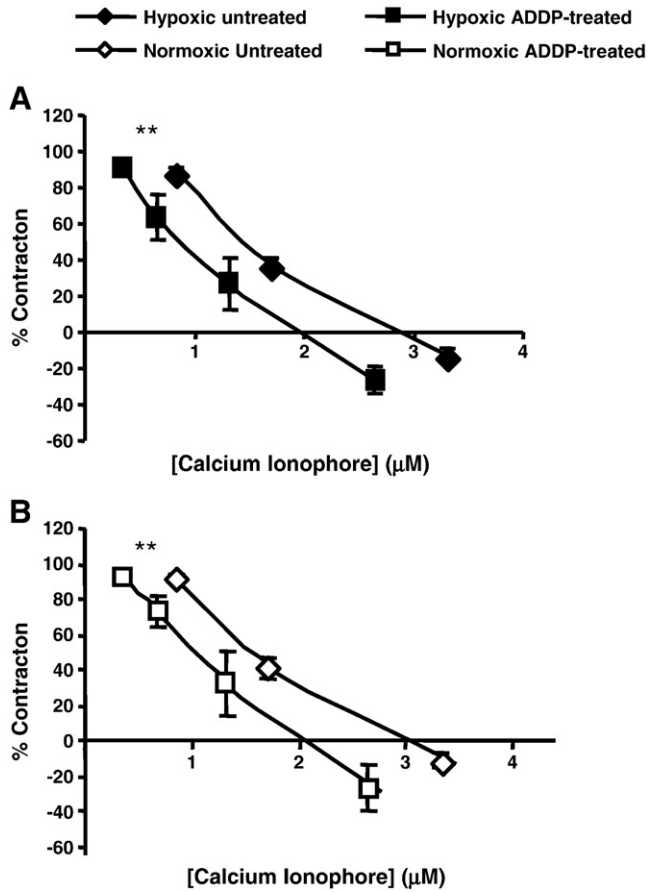 Hypoxic untreated Hypoxic ADDP-treated
Normoxic Untreated Normoxic ADDP-treated
A
120
**
100
80
60
40
20
0
-20
-40
-60
1 2 3 4
% Contracton
[Calcium Ionophore] (μM)
B
120
**
100
80
60
40
20
0
-20
-40
-60
1 2 3 4
% Contracton
[Calcium Ionophore] (μM)